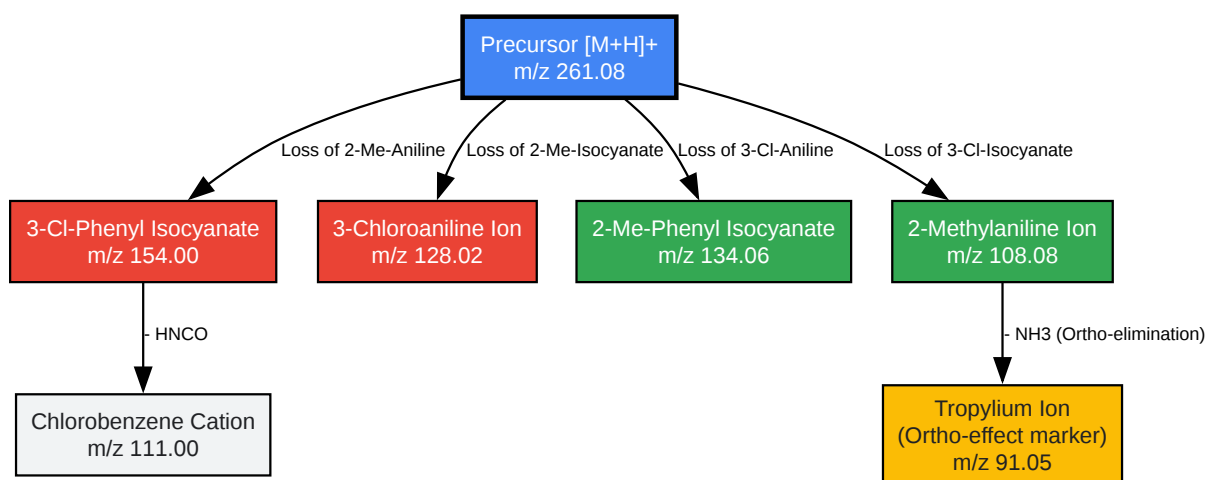 Precursor [M+H]+
m/z 261.08
Loss of 2-Me-Aniline
Loss of 2-Me-Isocyanate
Loss of 3-Cl-Aniline
Loss of 3-Cl-Isocyanate
3-Cl-Phenyl Isocyanate
m/z 154.00
3-Chloroaniline Ion
m/z 128.02
2-Me-Phenyl Isocyanate
m/z 134.06
2-Methylaniline Ion
m/z 108.08
- HNCO
- NH3 (Ortho-elimination)
Chlorobenzene Cation
m/z 111.00
Tropylium Ion
(Ortho-effect marker)
m/z 91.05